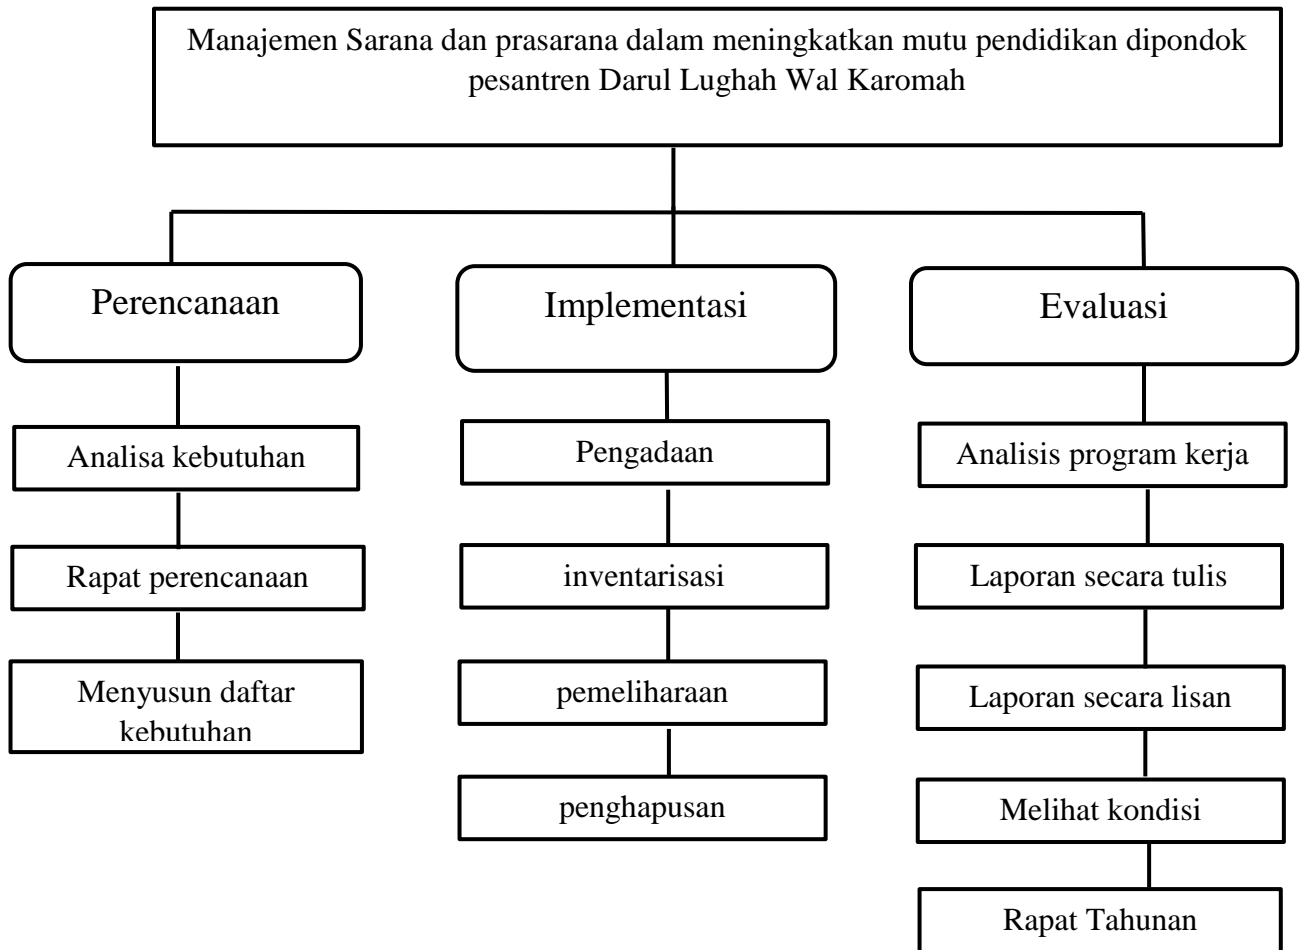 Manajemen Sarana dan prasarana dalam meningkatkan mutu pendidikan dipondok
pesantren Darul Lughah Wal Karomah
Perencanaan
Implementasi
Evaluasi
Analisa kebutuhan
Pengadaan
Analisis program kerja
Rapat perencanaan
inventarisasi
Laporan secara tulis
Menyusun daftar
kebutuhan
pemeliharaan
Laporan secara lisan
penghapusan
Melihat kondisi
Rapat Tahunan